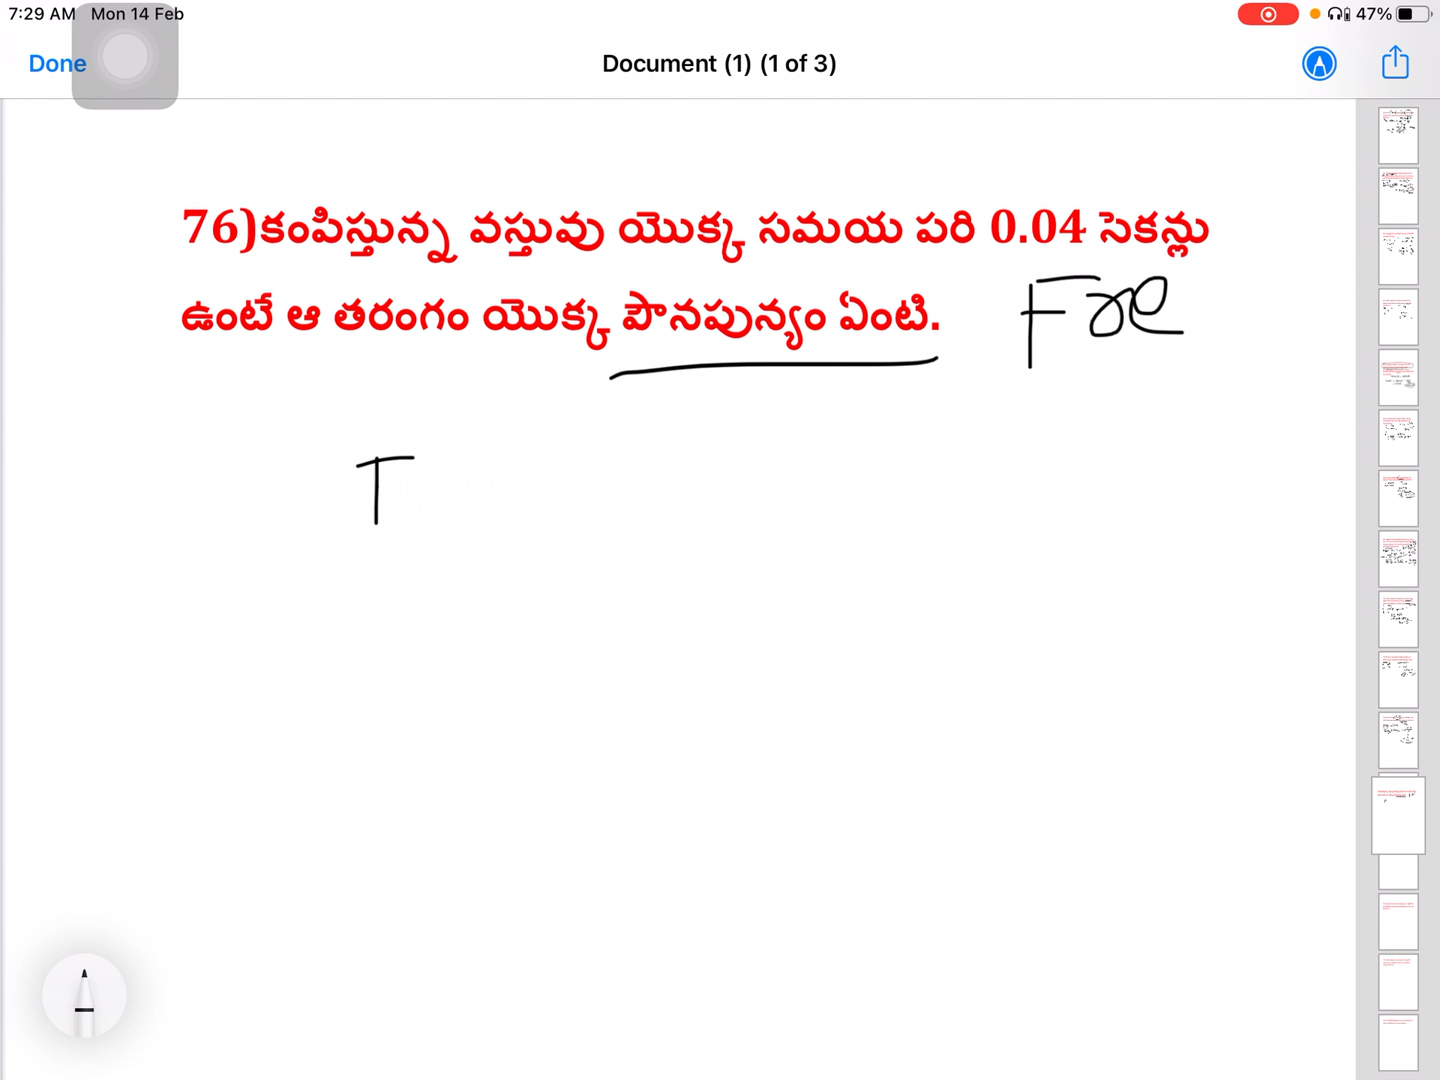 7:29 AM Mon 14 Feb
47%
Done
Document (1) (1 of 3)
76)కంపిస్తున్న వస్తువు యొక్క సమయ పరి 0.04 సెకన్లు
ఉంటే ఆ తరంగం యొక్క పౌనపున్యం ఏంటి.
Fre
T